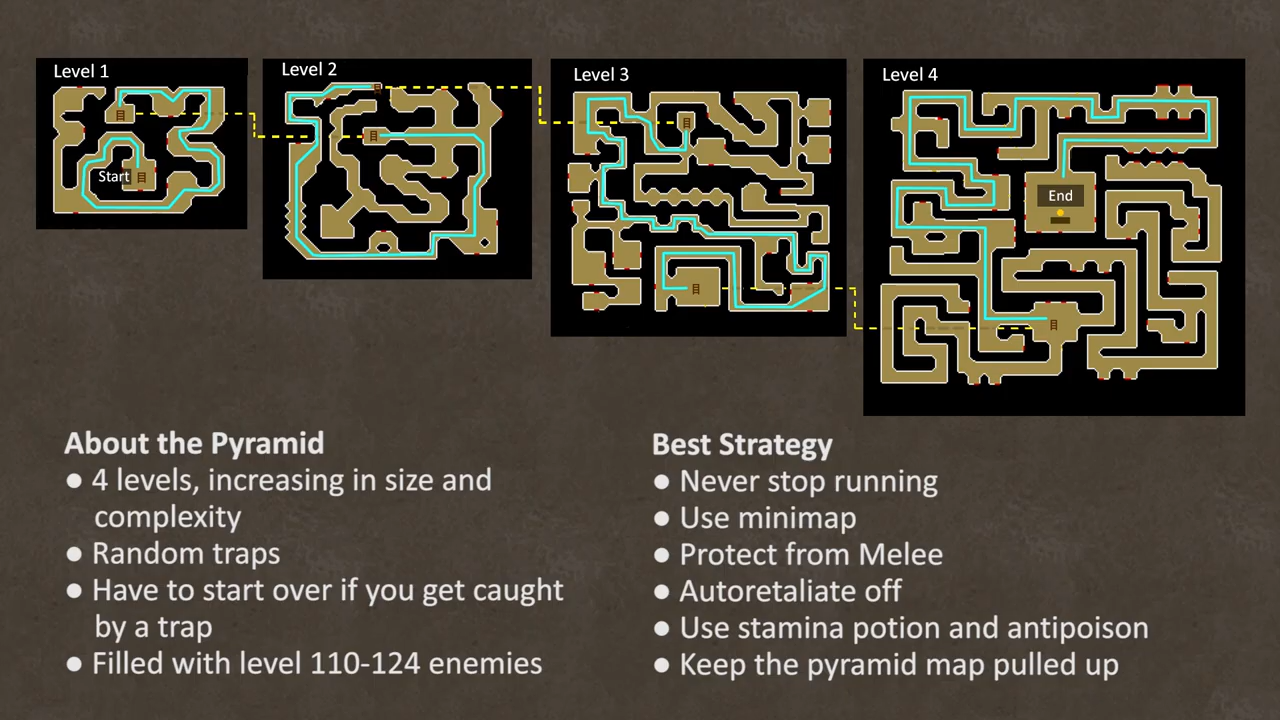 Level 1
Level 2
Level 3
Level 4
Start
End
About the Pyramid
● 4 levels, increasing in size and
complexity
● Random traps
● Have to start over if you get caught
by a trap
● Filled with level 110-124 enemies
Best Strategy
● Never stop running
● Use minimap
● Protect from Melee
● Autoretaliate off
● Use stamina potion and antipoison
● Keep the pyramid map pulled up